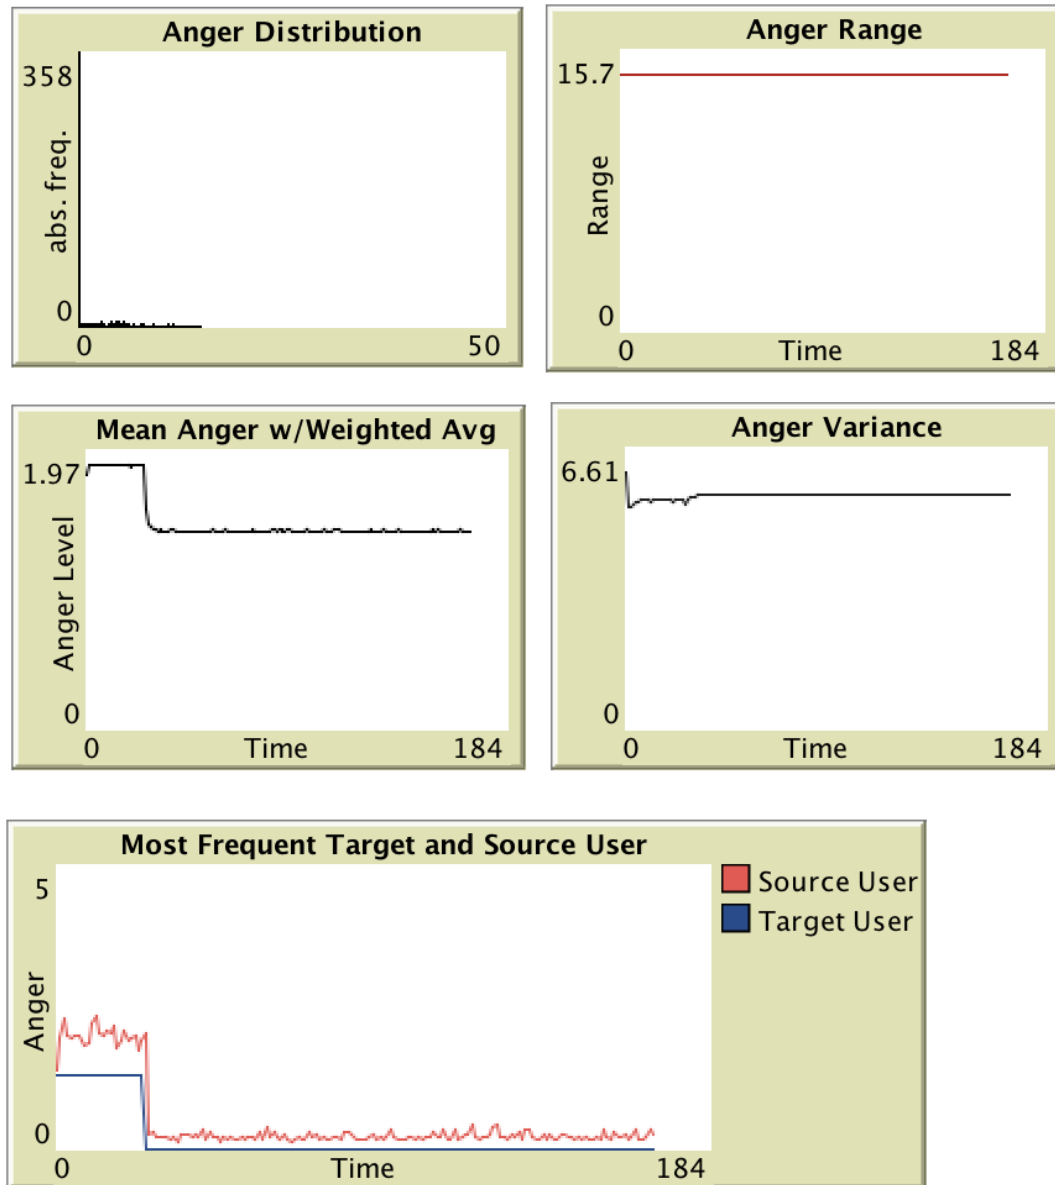 Anger Distribution
358
abs. freq.
0
0
50
Anger Range
15.7
Range
0
0
Time
184
Mean Anger w/Weighted Avg
1.97
Anger Level
0
0
Time
184
Anger Variance
6.61
0
0
Time
184
Most Frequent Target and Source User
5
Anger
0
0
Time
184
Source User
Target User